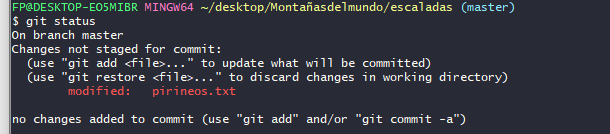 FP@DESKTOP-EO5MIBR MINGW64 ~/desktop/Montañasdelmundo/escaladas (master)
$ git status
On branch master
Changes not staged for commit:
  (use "git add <file>..." to update what will be committed)
  (use "git restore <file>..." to discard changes in working directory)
        modified:   pirineos.txt

no changes added to commit (use "git add" and/or "git commit -a")